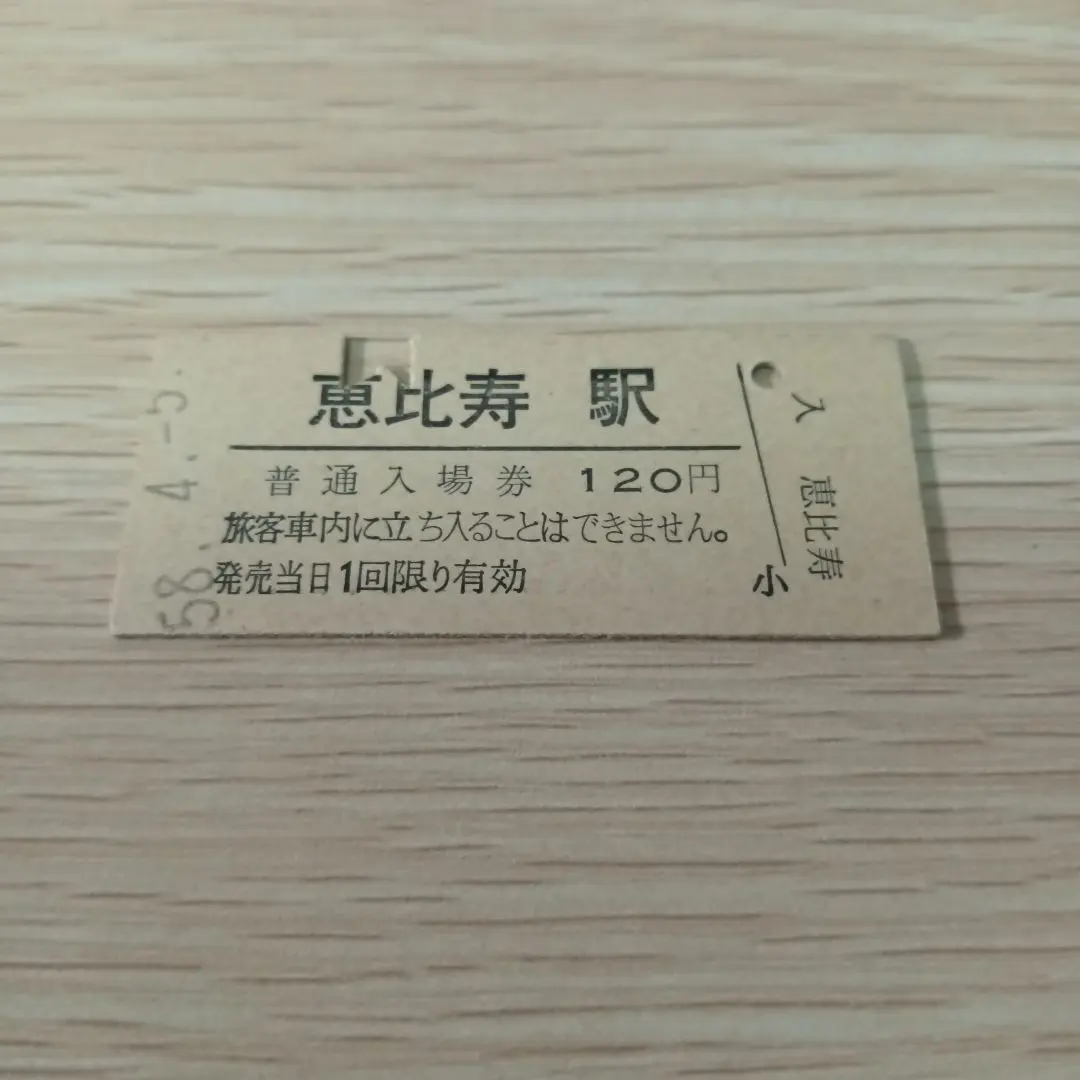 58. 4.-5
恵比寿 駅
普通入場券 120円
旅客車内に立ち入ることはできません。
発売当日1回限り有効
小
入 恵比寿